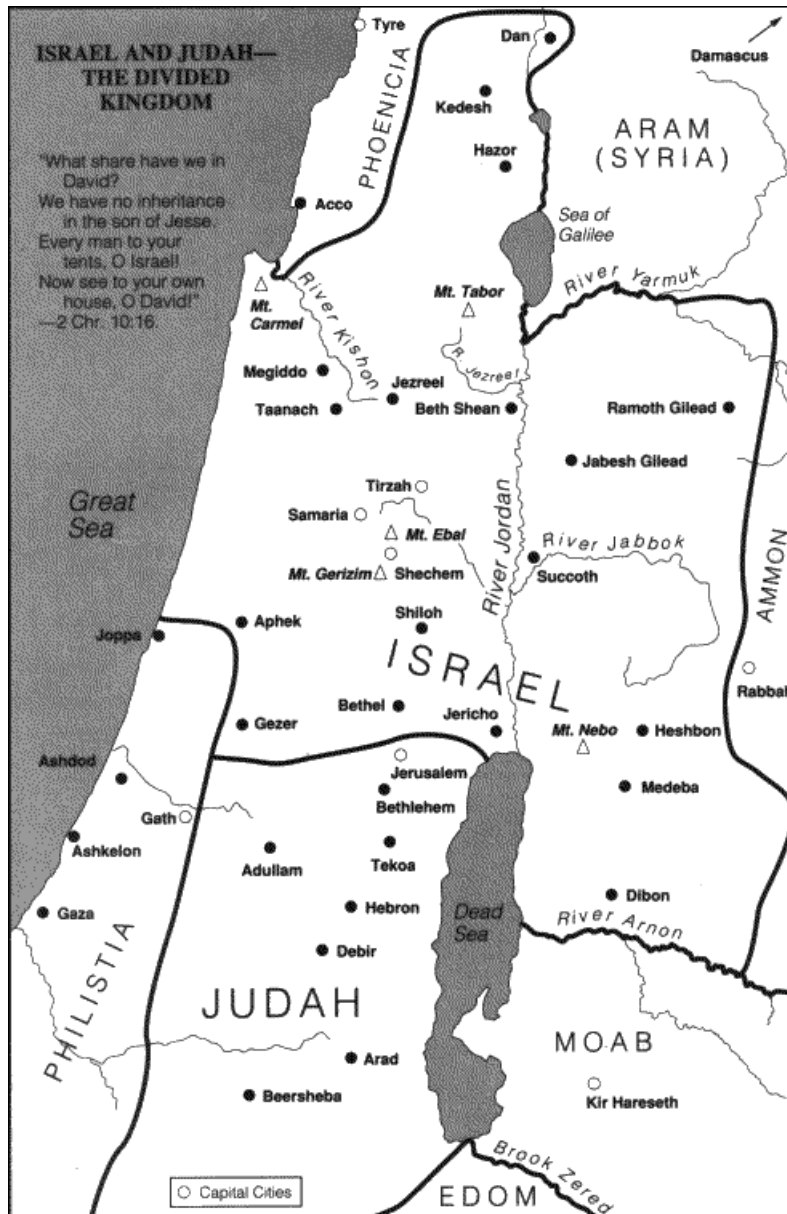 ISRAEL AND JUDAH—
THE DIVIDED
KINGDOM
"What share have we in
David?
We have no inheritance
in the son of Jesse.
Every man to your
tents, O Israel!
Now see to your own
house, O David!"
—2 Chr. 10:16.
Tyre
Dan
Damascus
PHOENICIA
Kedesh
ARAM
(SYRIA)
Hazor
Acco
Sea of
Galilee
Mt.
Carmel
River Kishon
Mt. Tabor
River Yarmuk
R. Jezreel
Megiddo
Jezreel
Taanach
Beth Shean
Ramoth Gilead
Jabesh Gilead
Great
Sea
Tirzah
Samaria
Mt. Ebal
River Jordan
River Jabbok
Mt. Gerizim
Shechem
Succoth
AMMON
Joppa
Aphek
Shiloh
ISRAEL
Rabbah
Bethel
Gezer
Jericho
Mt. Nebo
Heshbon
Ashdod
Jerusalem
Medeba
Bethlehem
Gath
Ashkelon
Adullam
Tekoa
Gaza
Hebron
Dead
Sea
Dibon
River Arnon
Debir
PHILISTIA
JUDAH
MOAB
Arad
Beersheba
Kir Hareseth
Brook Zered
Capital Cities
EDOM